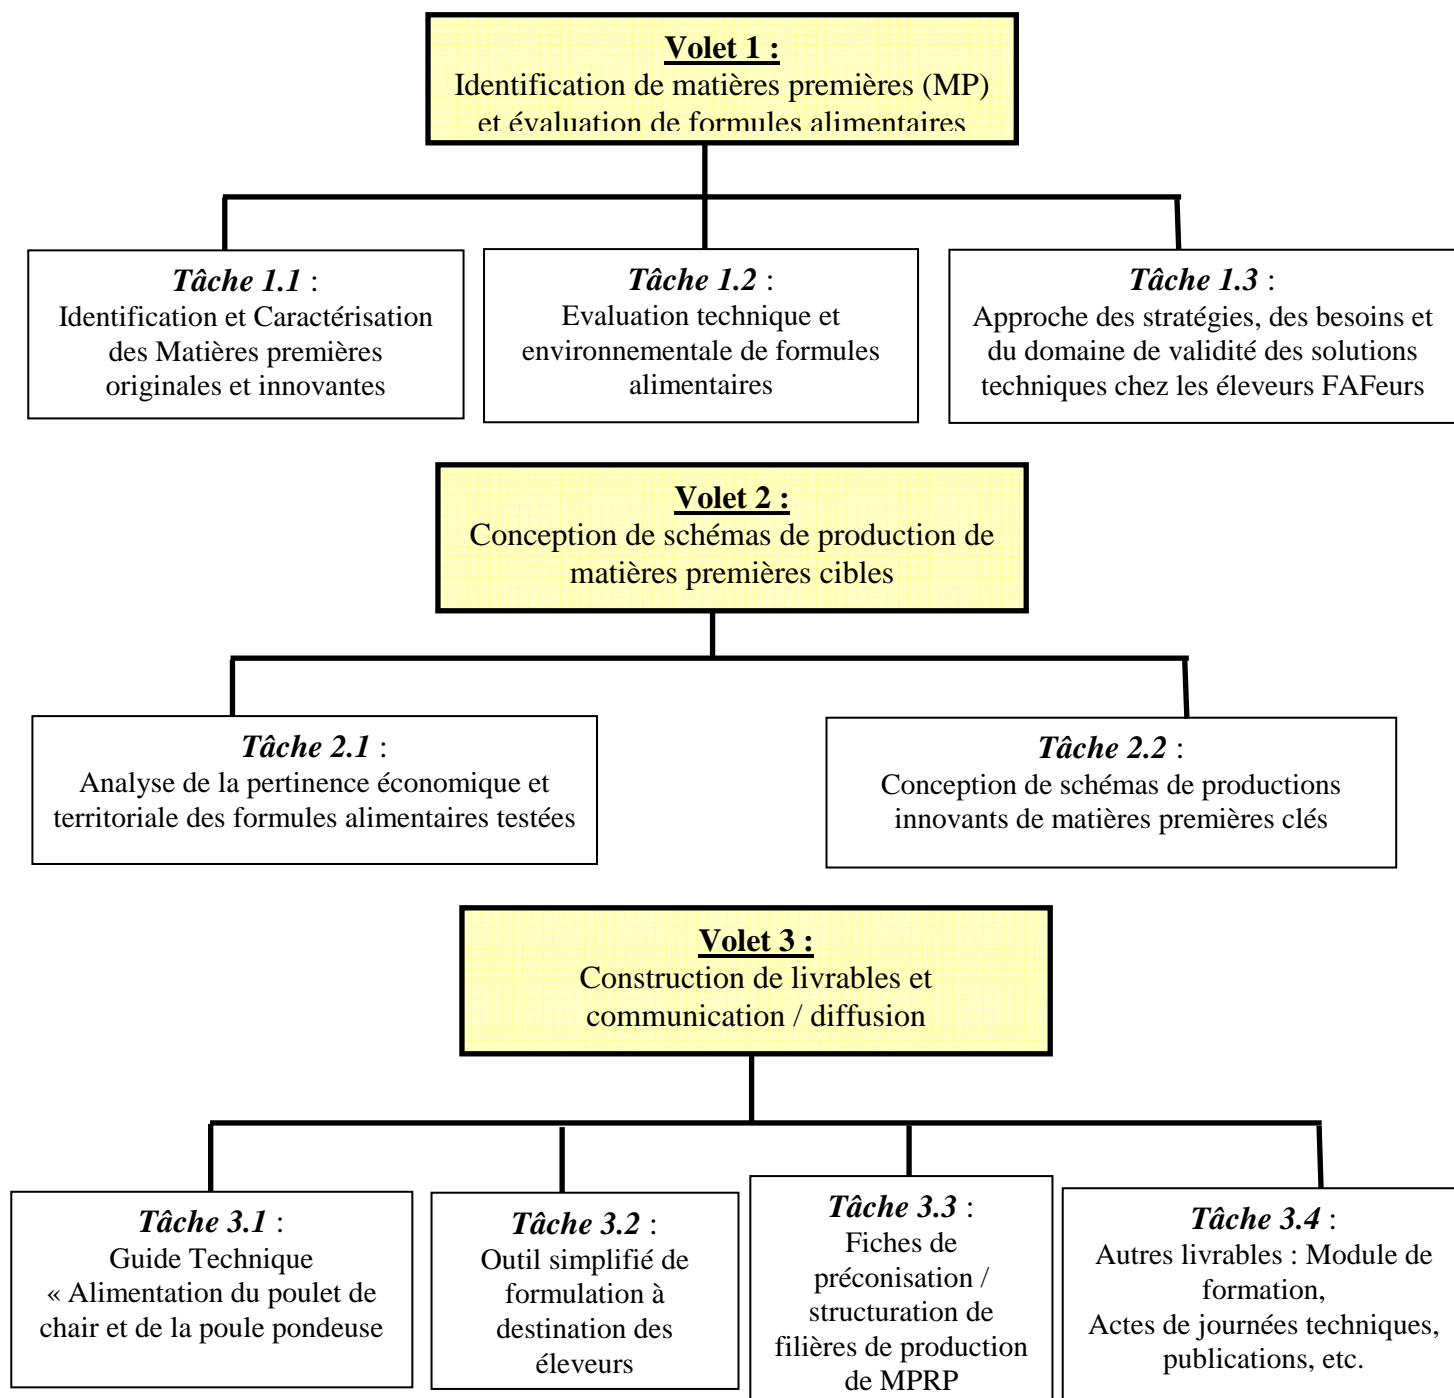 Volet 1 :
Identification de matières premières (MP)
et évaluation de formules alimentaires
Tâche 1.1 :
Identification et Caractérisation
des Matières premières
originales et innovantes
Tâche 1.2 :
Evaluation technique et
environnementale de formules
alimentaires
Tâche 1.3 :
Approche des stratégies, des besoins et
du domaine de validité des solutions
techniques chez les éleveurs FAFeurs
Volet 2 :
Conception de schémas de production de
matières premières cibles
Tâche 2.1 :
Analyse de la pertinence économique et
territoriale des formules alimentaires testées
Tâche 2.2 :
Conception de schémas de productions
innovants de matières premières clés
Volet 3 :
Construction de livrables et
communication / diffusion
Tâche 3.1 :
Guide Technique
« Alimentation du poulet de
chair et de la poule pondeuse
Tâche 3.2 :
Outil simplifié de
formulation à
destination des
éleveurs
Tâche 3.3 :
Fiches de
préconisation /
structuration de
filières de production
de MPRP
Tâche 3.4 :
Autres livrables : Module de
formation,
Actes de journées techniques,
publications, etc.